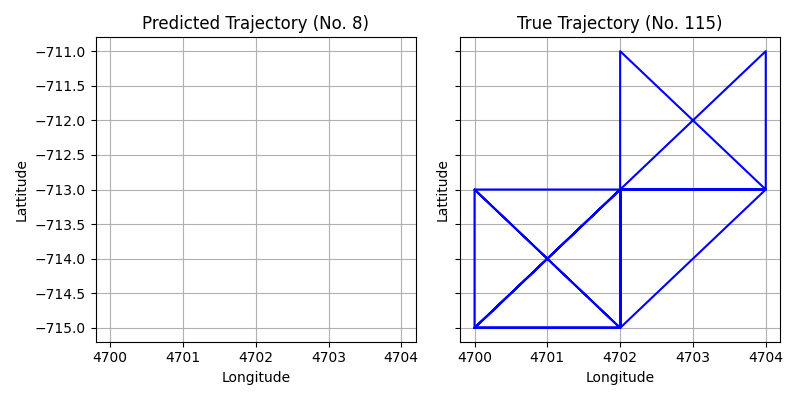 Predicted Trajectory (No. 8)
True Trajectory (No. 115)
Lattitude
−711.0
−711.5
−712.0
−712.5
−713.0
−713.5
−714.0
−714.5
−715.0
4700 4701 4702 4703 4704
Longitude
Lattitude
4700 4701 4702 4703 4704
Longitude